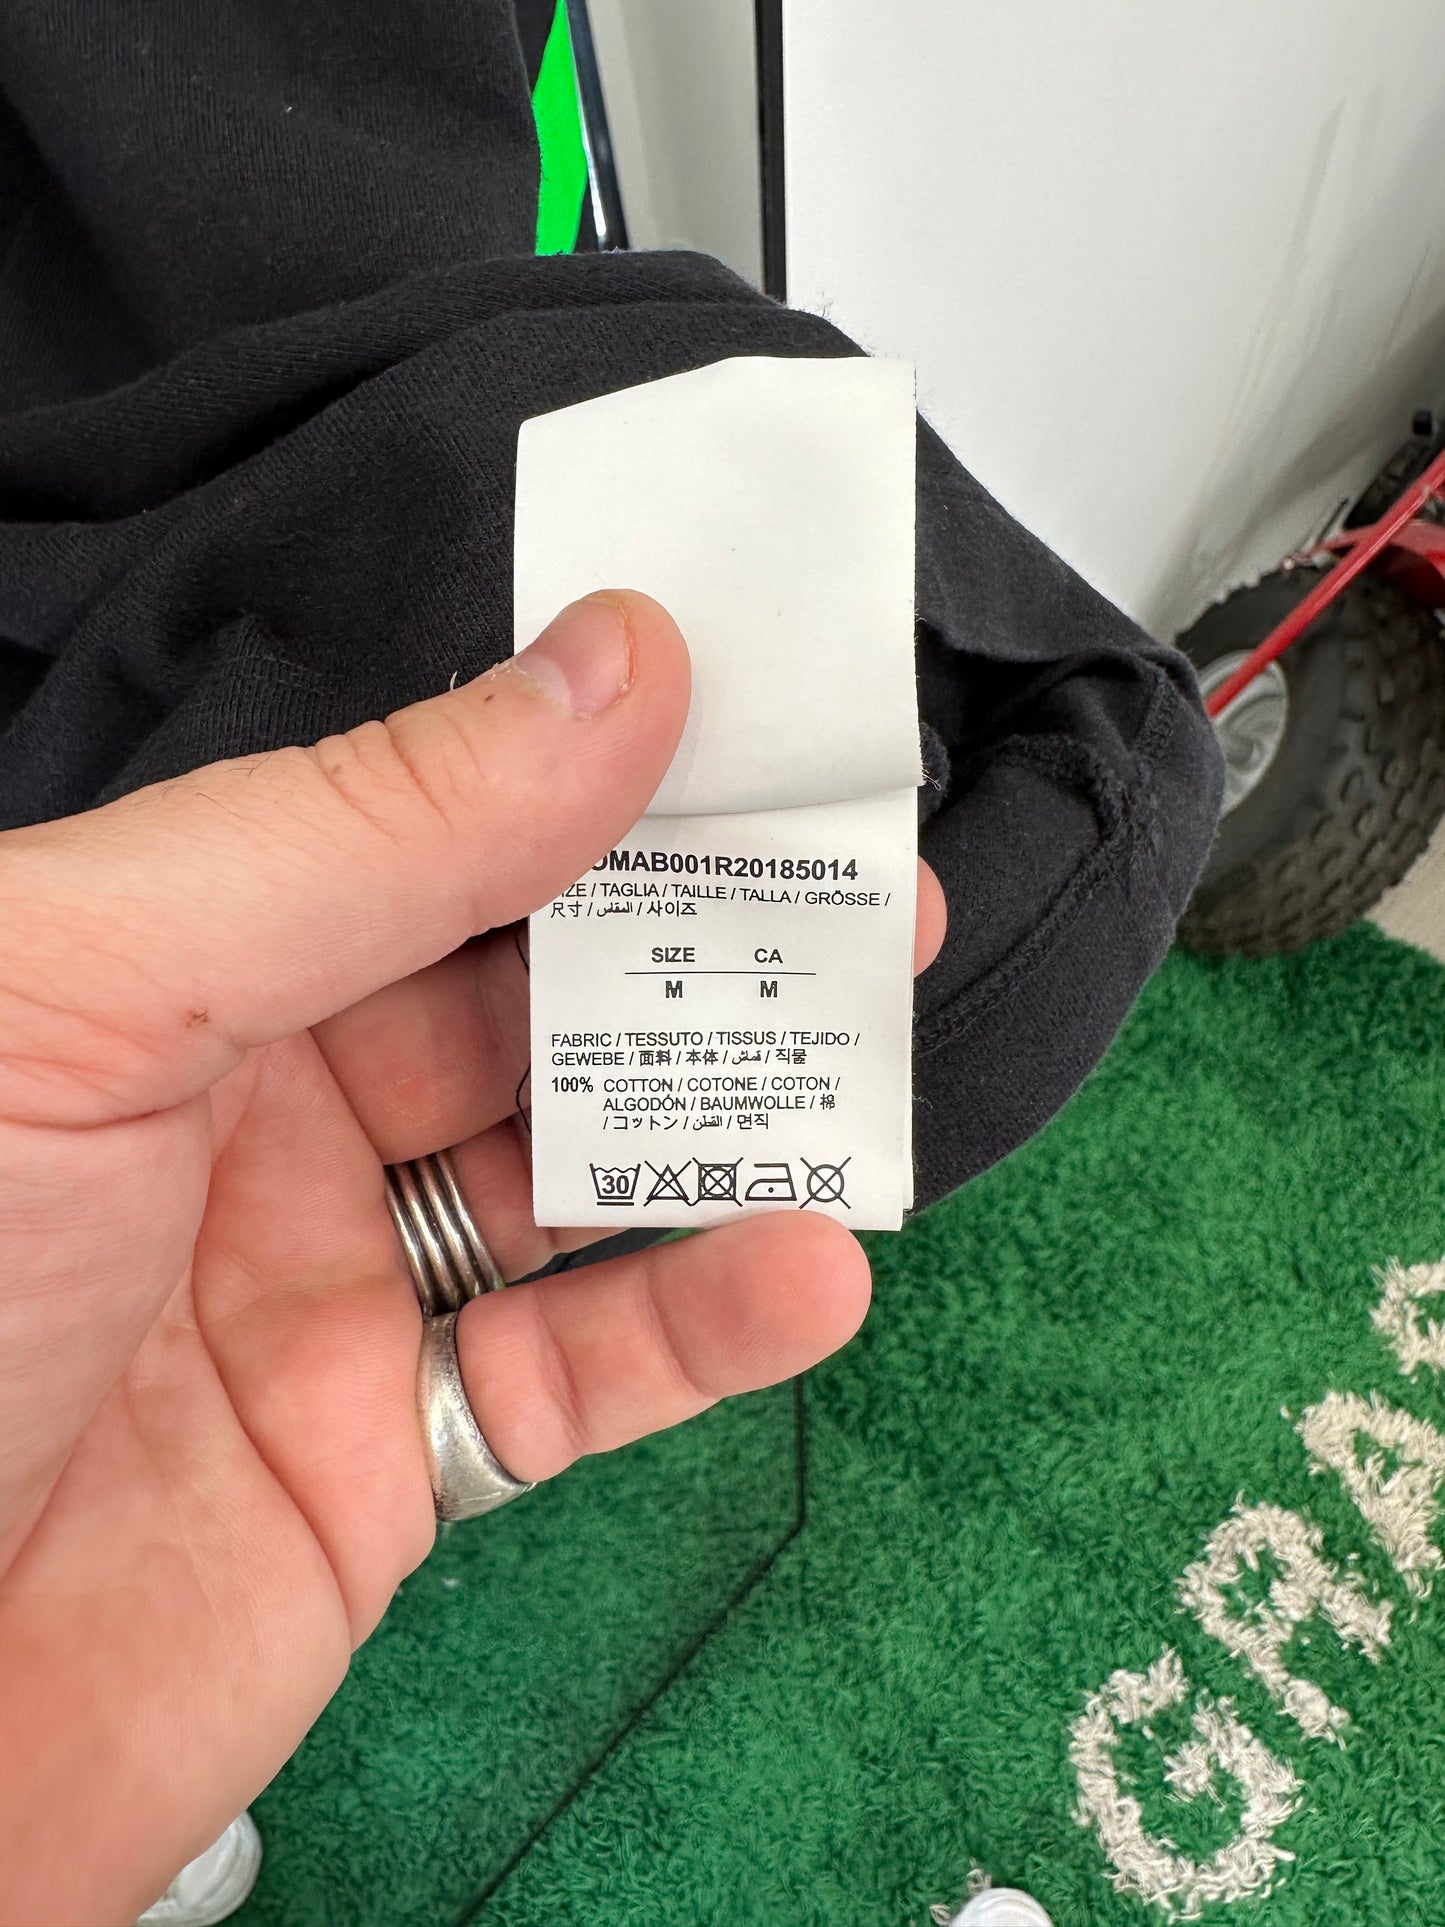 OMAB001R20185014
SIZE / TAGLIA / TAILLE / TALLA / GRÖSSE /
尺寸 / المقاس / 사이즈
SIZE CA
M M
FABRIC / TESSUTO / TISSUS / TEJIDO /
GEWEBE / 面料 / 本体 / قماش / 직물
100% COTTON / COTONE / COTON /
ALGODÓN / BAUMWOLLE / 棉
/ コットン / القطن / 면직
30